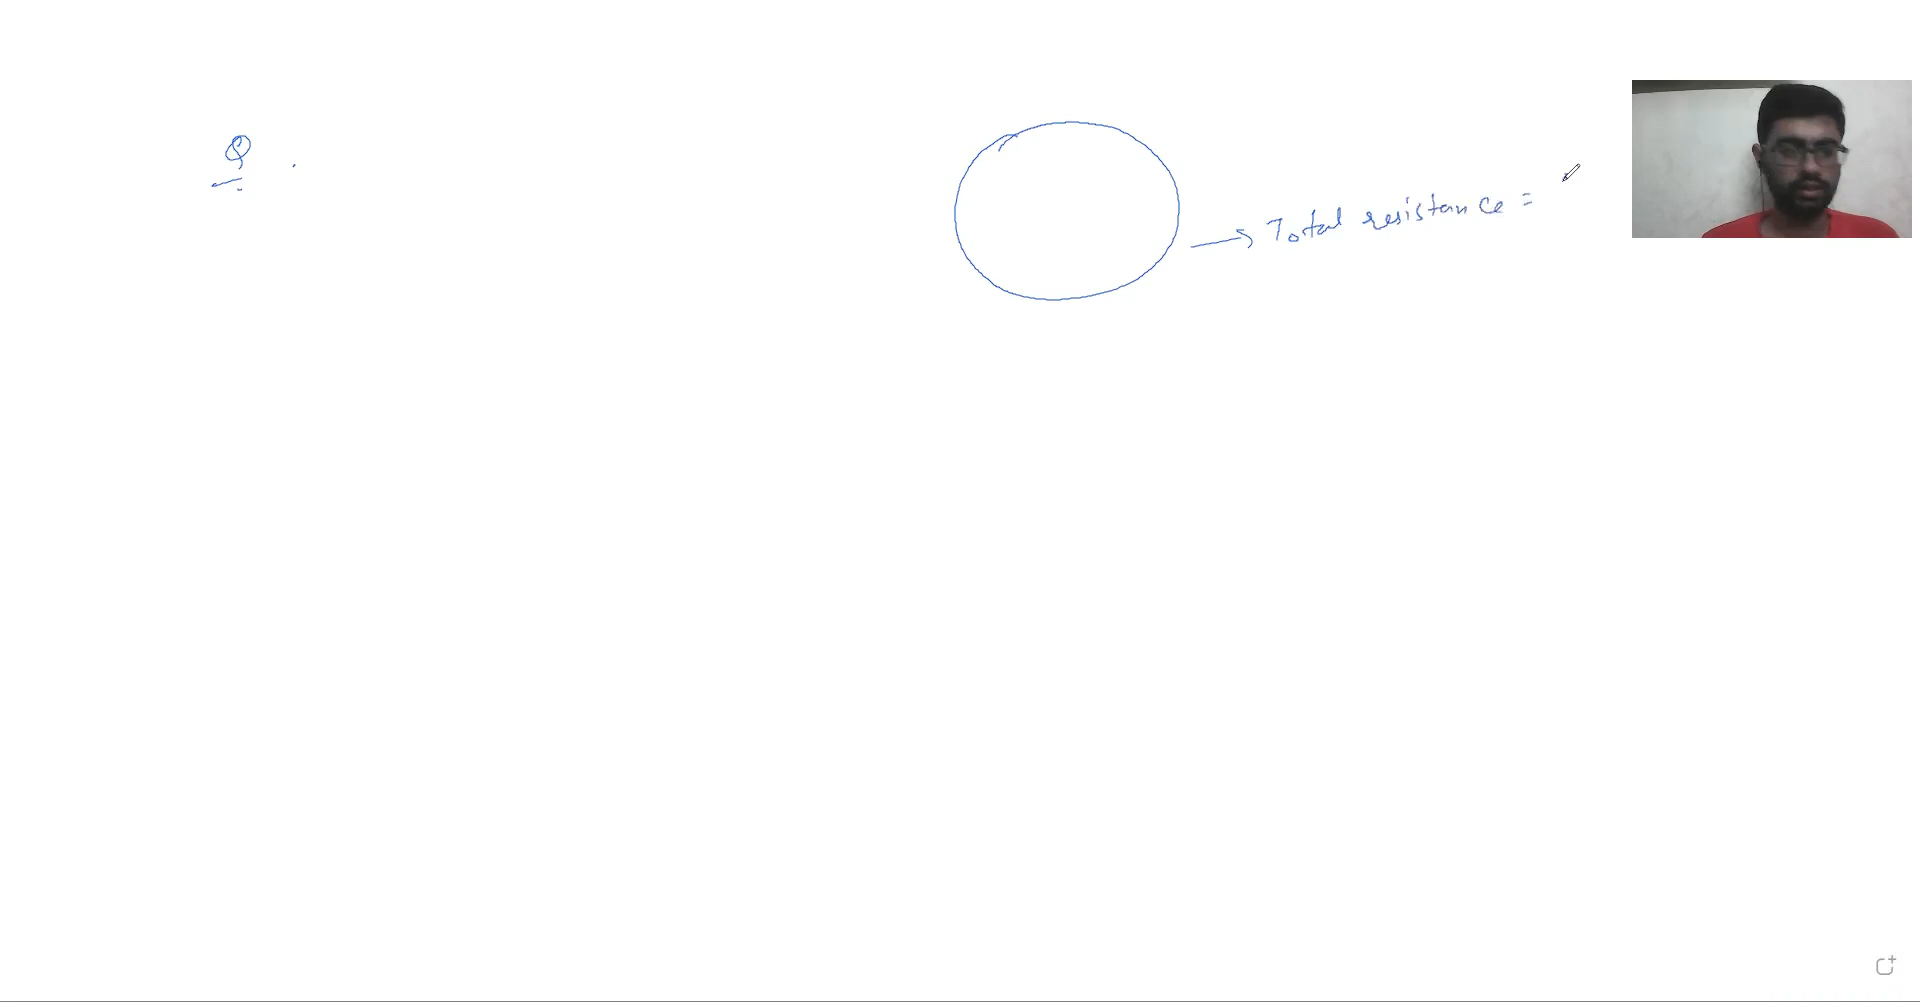 Q
→ Total resistance =